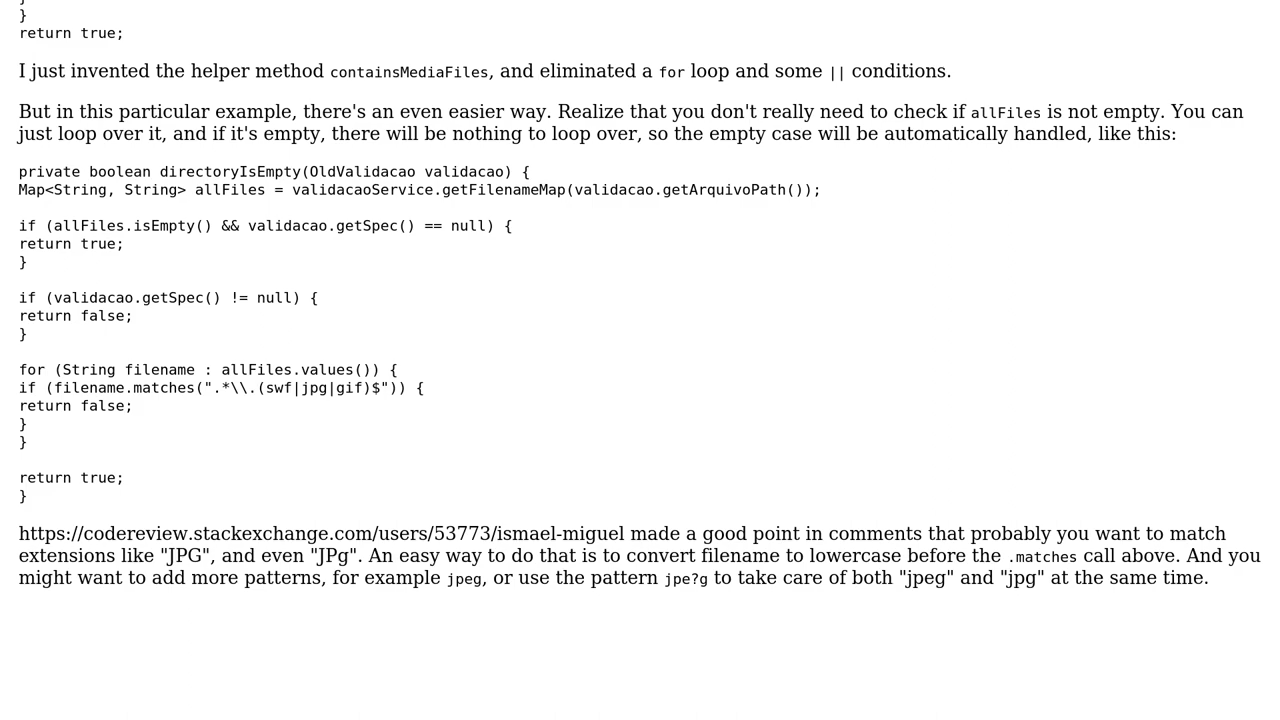 }
return true;
I just invented the helper method containsMediaFiles, and eliminated a for loop and some || conditions.
But in this particular example, there's an even easier way. Realize that you don't really need to check if allFiles is not empty. You can
just loop over it, and if it's empty, there will be nothing to loop over, so the empty case will be automatically handled, like this:
private boolean directoryIsEmpty(OldValidacao validacao) {
Map<String, String> allFiles = validacaoService.getFilenameMap(validacao.getArquivoPath());
if (allFiles.isEmpty() && validacao.getSpec() == null) {
return true;
}
if (validacao.getSpec() != null) {
return false;
}
for (String filename : allFiles.values()) {
if (filename.matches(".*\\.(swf|jpg|gif)$")) {
return false;
}
}
return true;
}
https://codereview.stackexchange.com/users/53773/ismael-miguel made a good point in comments that probably you want to match
extensions like "JPG", and even "JPg". An easy way to do that is to convert filename to lowercase before the .matches call above. And you
might want to add more patterns, for example jpeg, or use the pattern jpe?g to take care of both "jpeg" and "jpg" at the same time.